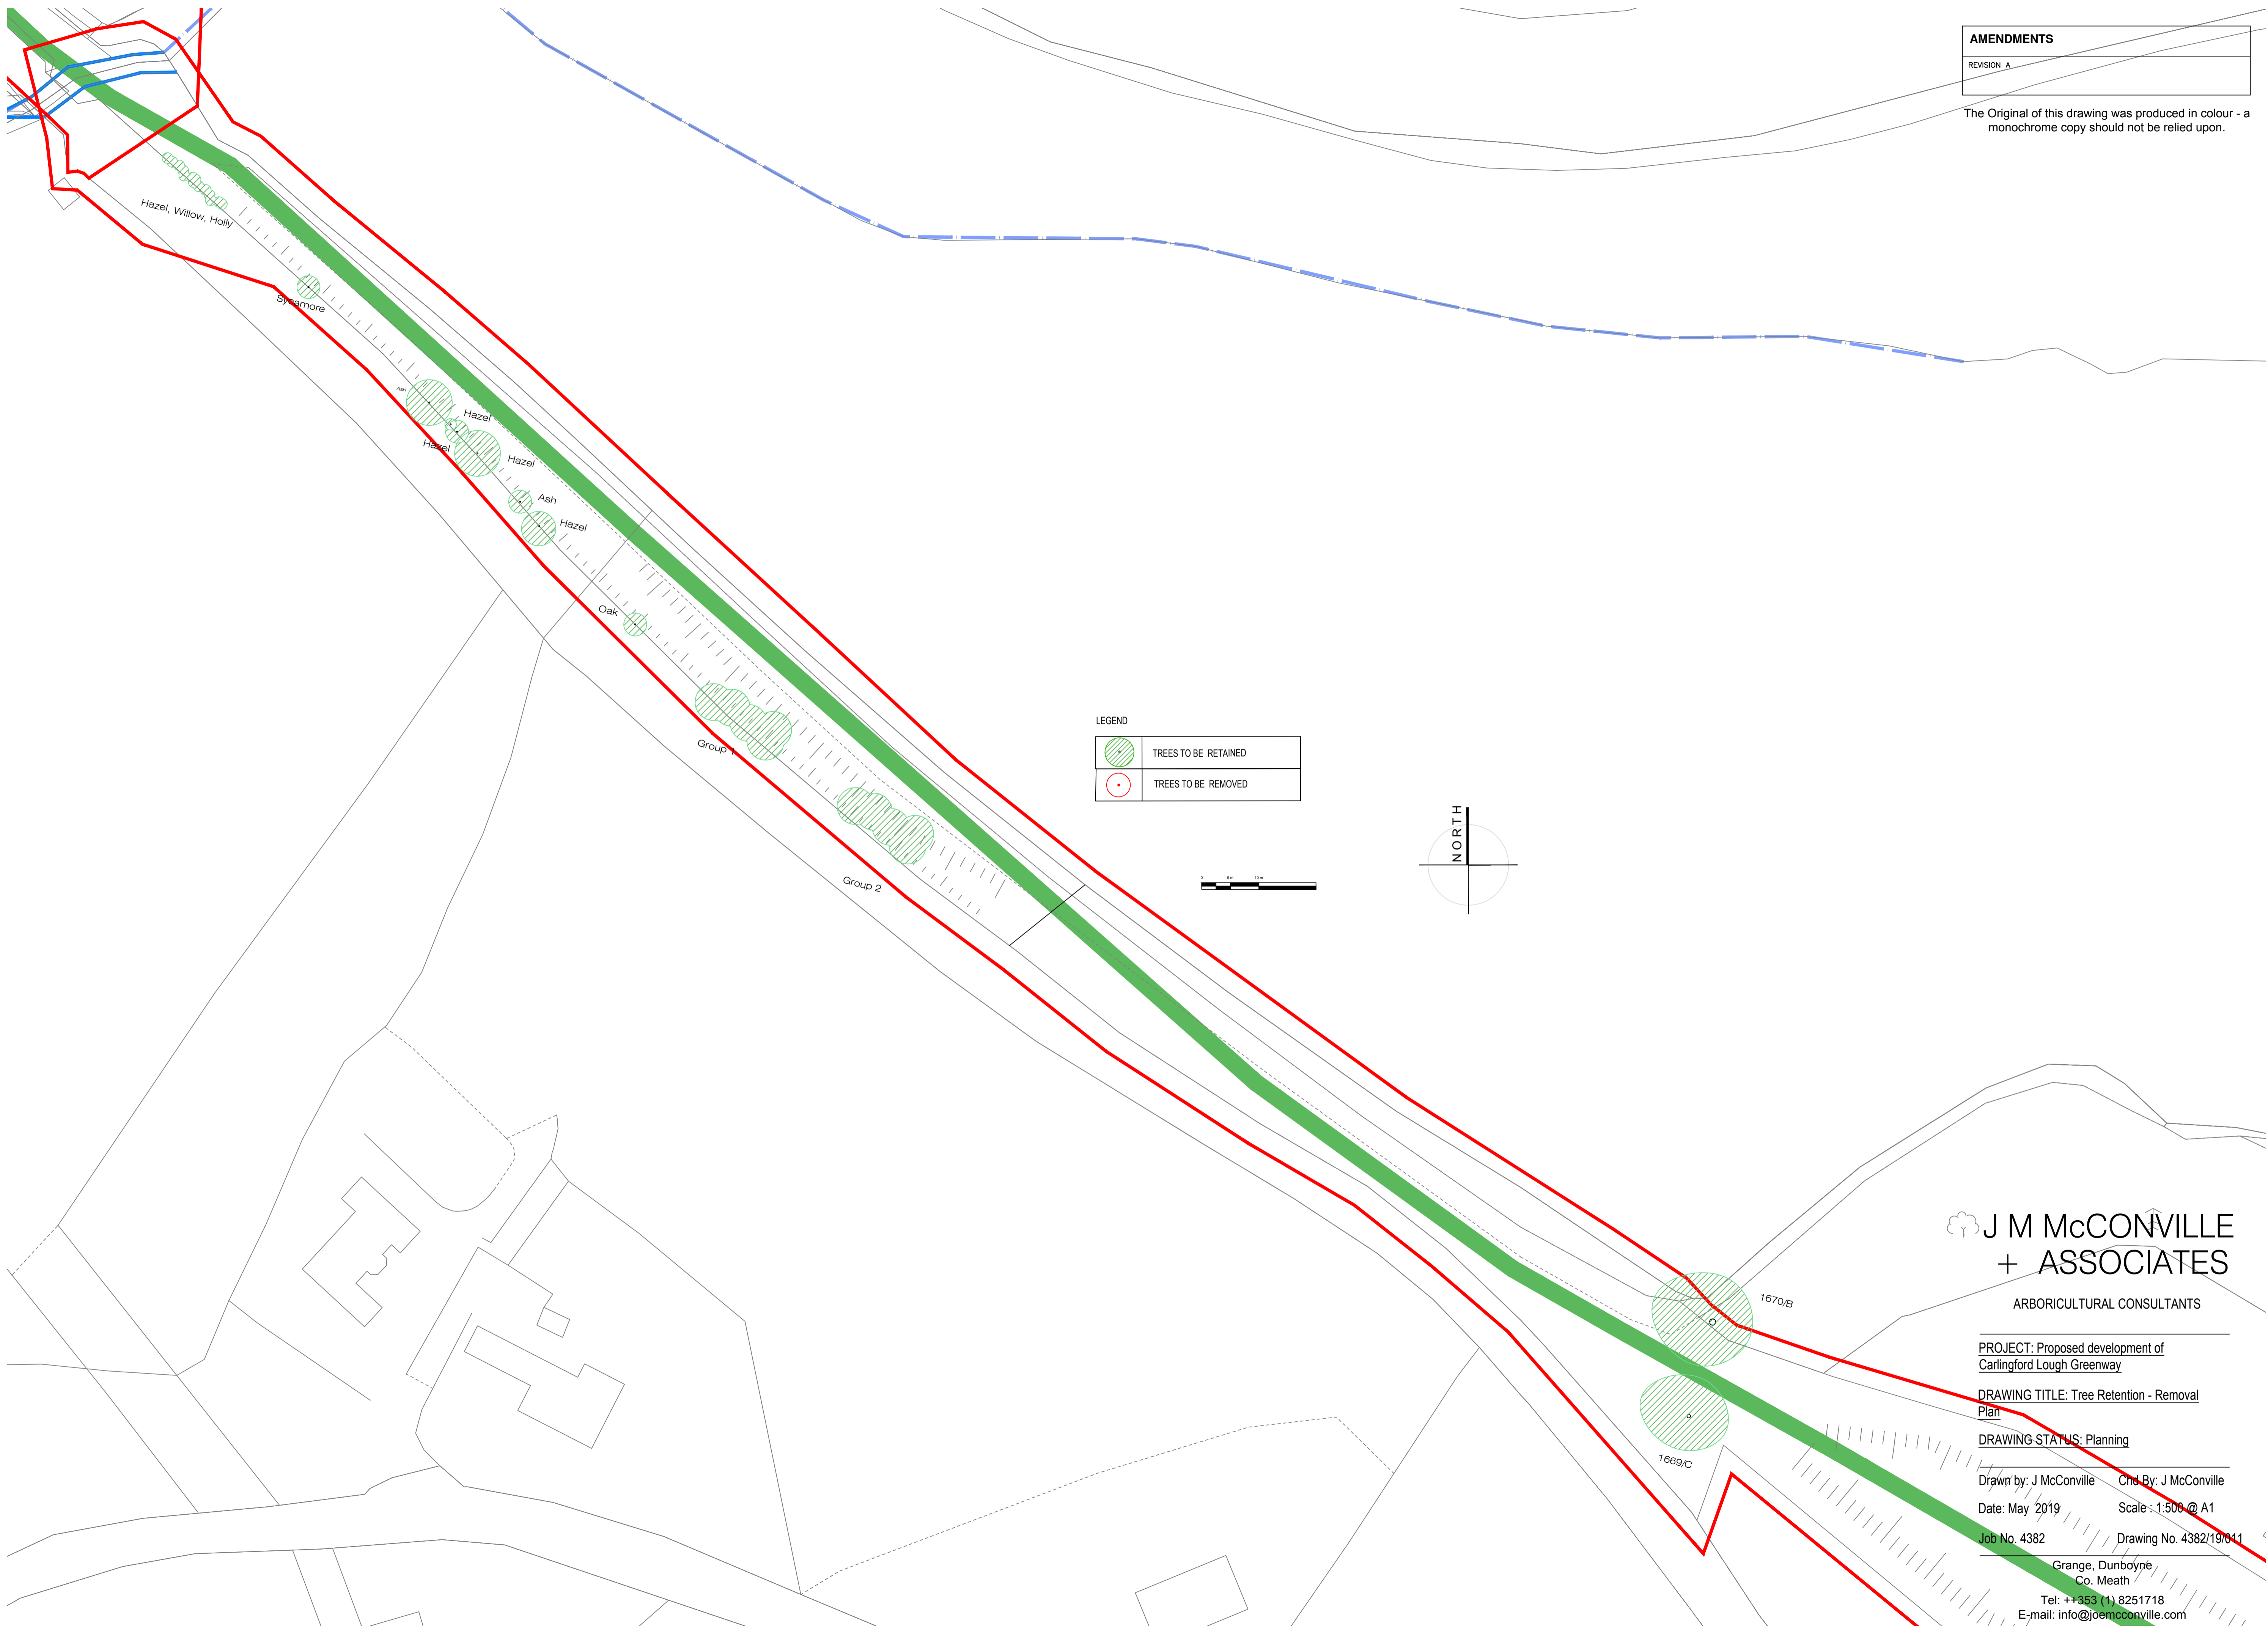 AMENDMENTS
REVISION A
The Original of this drawing was produced in colour - a
monochrome copy should not be relied upon.
Hazel, Willow, Holly
Sycamore
Ash
Hazel
Hazel
Hazel
Ash
Hazel
Oak
Group 1
Group 2
LEGEND
TREES TO BE RETAINED
TREES TO BE REMOVED
NORTH
0 5 m 10 m
1670/B
1669/C
J M McCONVILLE
+ ASSOCIATES
ARBORICULTURAL CONSULTANTS
PROJECT: Proposed development of
Carlingford Lough Greenway
DRAWING TITLE: Tree Retention - Removal
Plan
DRAWING STATUS: Planning
Drawn by: J McConville Chd By: J McConville
Date: May 2019 Scale : 1:500 @ A1
Job No. 4382 Drawing No. 4382/19/011
Grange, Dunboyne
Co. Meath
Tel: ++353 (1) 8251718
E-mail: info@joemcconville.com